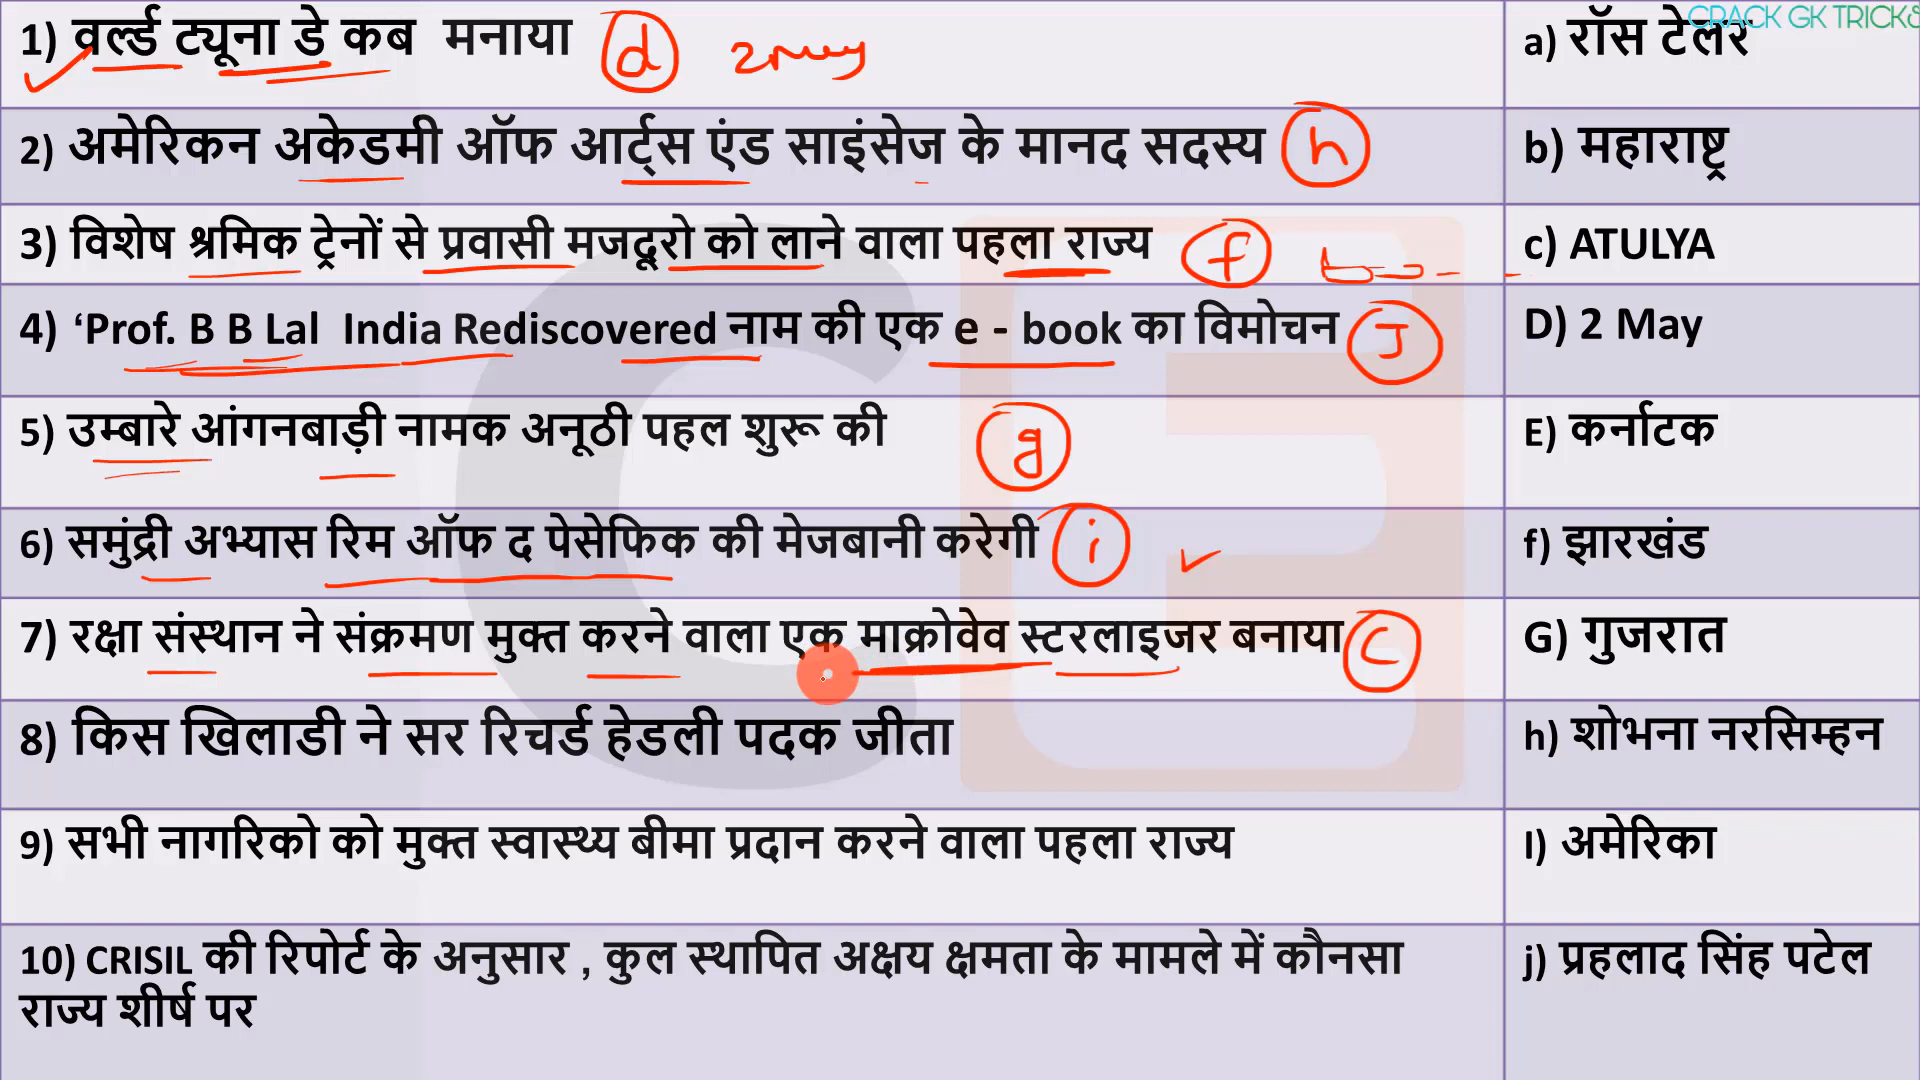 CRACK GK TRICKS
1) वर्ल्ड ट्यूना डे कब मनाया d 2 may
a) रॉस टेलर
2) अमेरिकन अकेडमी ऑफ आर्ट्स एंड साइंसेज के मानद सदस्य h
b) महाराष्ट्र
3) विशेष श्रमिक ट्रेनों से प्रवासी मजदूरो को लाने वाला पहला राज्य f
c) ATULYA
4) ‘Prof. B B Lal India Rediscovered नाम की एक e - book का विमोचन J
D) 2 May
5) उम्बारे आंगनबाड़ी नामक अनूठी पहल शुरू की g
E) कर्नाटक
6) समुंद्री अभ्यास रिम ऑफ द पेसेफिक की मेजबानी करेगी i
f) झारखंड
7) रक्षा संस्थान ने संक्रमण मुक्त करने वाला एक माक्रोवेव स्टरलाइजर बनाया C
G) गुजरात
8) किस खिलाडी ने सर रिचर्ड हेडली पदक जीता
h) शोभना नरसिम्हन
9) सभी नागरिको को मुक्त स्वास्थ्य बीमा प्रदान करने वाला पहला राज्य
I) अमेरिका
10) CRISIL की रिपोर्ट के अनुसार , कुल स्थापित अक्षय क्षमता के मामले में कौनसा
राज्य शीर्ष पर
j) प्रहलाद सिंह पटेल